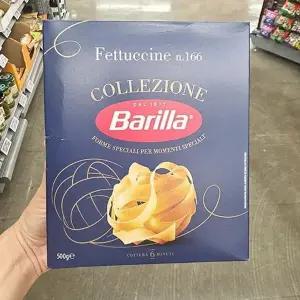 Fettuccine n.166
COLLEZIONE
DAL 1877
Barilla
FORME SPECIALI PER MOMENTI SPECIALI
500g e
COTTURA 6 MINUTI